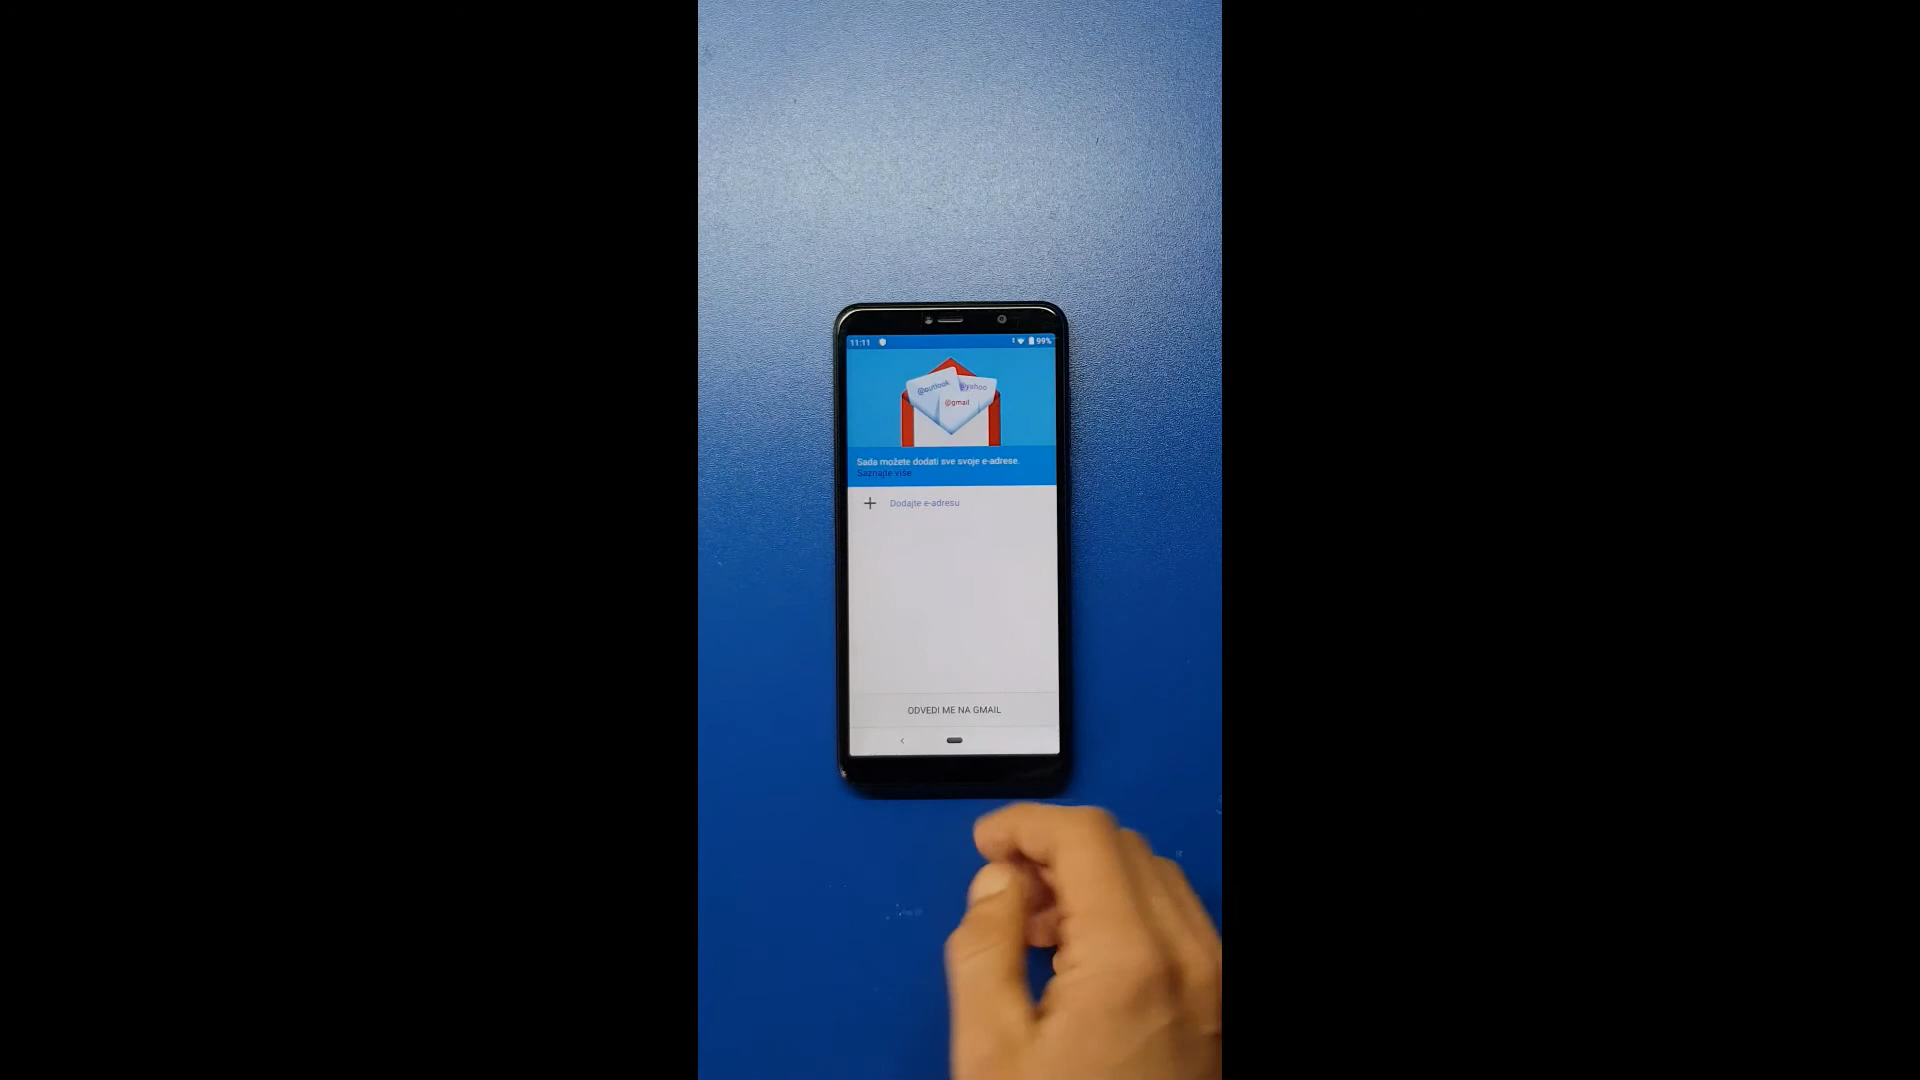 11:11 99%
@outlook @yahoo
@gmail
Sada možete dodati sve svoje e-adrese.
Saznajte više
Dodajte e-adresu
ODVEDI ME NA GMAIL